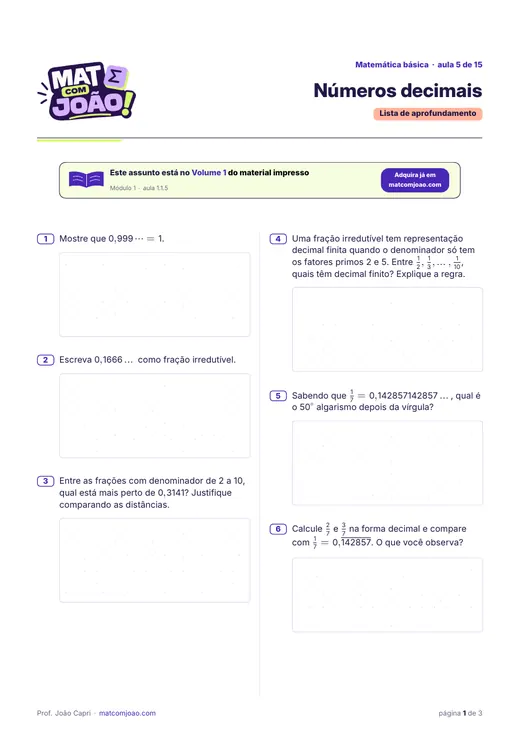 MAT
COM
JOÃO!
Matemática básica · aula 5 de 15
Números decimais
Lista de aprofundamento
Este assunto está no Volume 1 do material impresso
Módulo 1 · aula 1.1.5
Adquira já em
matcomjoao.com
1 Mostre que 0,999 ⋯ = 1.
2 Escreva 0,1666 … como fração irredutível.
3 Entre as frações com denominador de 2 a 10,
qual está mais perto de 0,3141? Justifique
comparando as distâncias.
4 Uma fração irredutível tem representação
decimal finita quando o denominador só tem
os fatores primos 2 e 5. Entre 1/2, 1/3, … , 1/10,
quais têm decimal finito? Explique a regra.
5 Sabendo que 1/7 = 0,142857142857 … , qual é
o 50° algarismo depois da vírgula?
6 Calcule 2/7 e 3/7 na forma decimal e compare
com 1/7 = 0,1̅4̅2̅8̅5̅7̅. O que você observa?
Prof. João Capri · matcomjoao.com
página 1 de 3